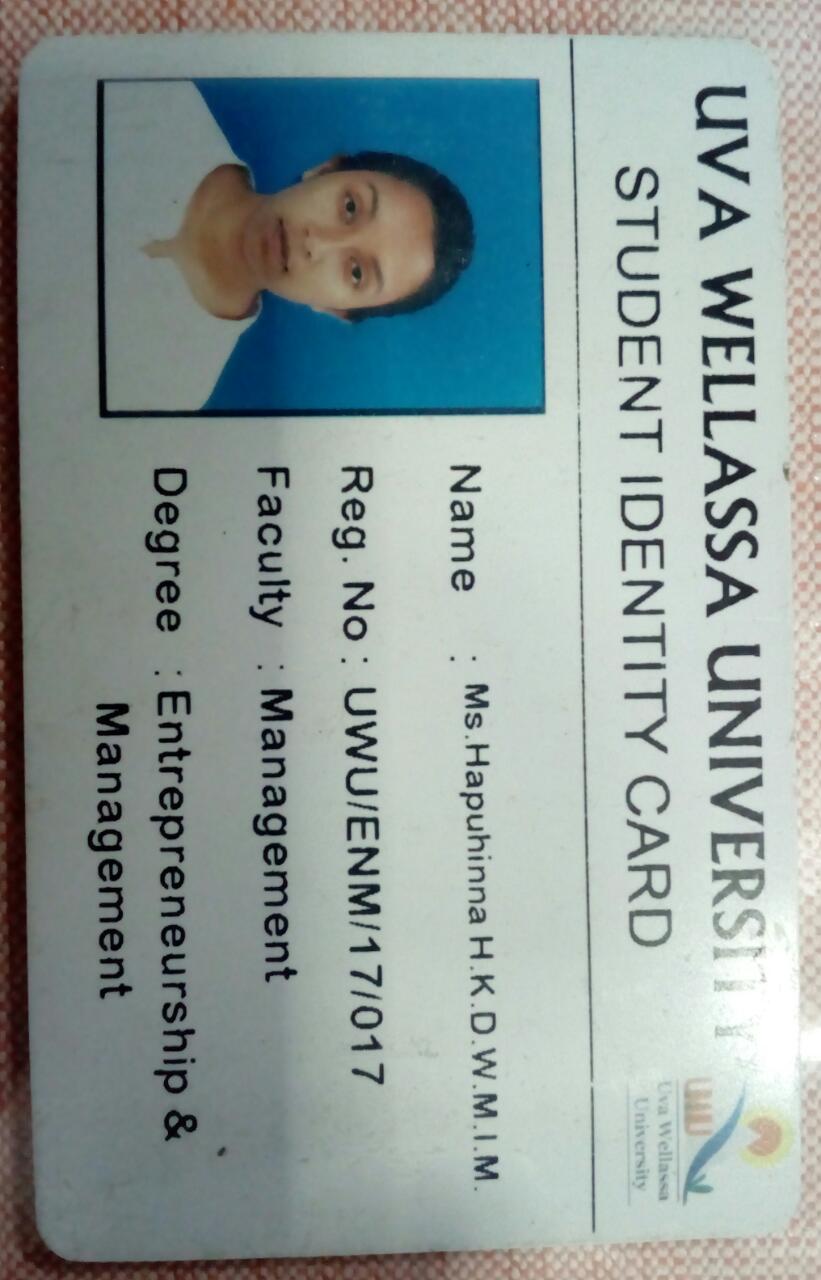 UVA WELLASSA UNIVERSITY
STUDENT IDENTITY CARD
UWU
Uva Wellassa
University
Name : Ms.Hapuhinna H.K.D.W.M.I.M.
Reg. No : UWU/ENM/17/017
Faculty : Management
Degree : Entrepreneurship &
Management